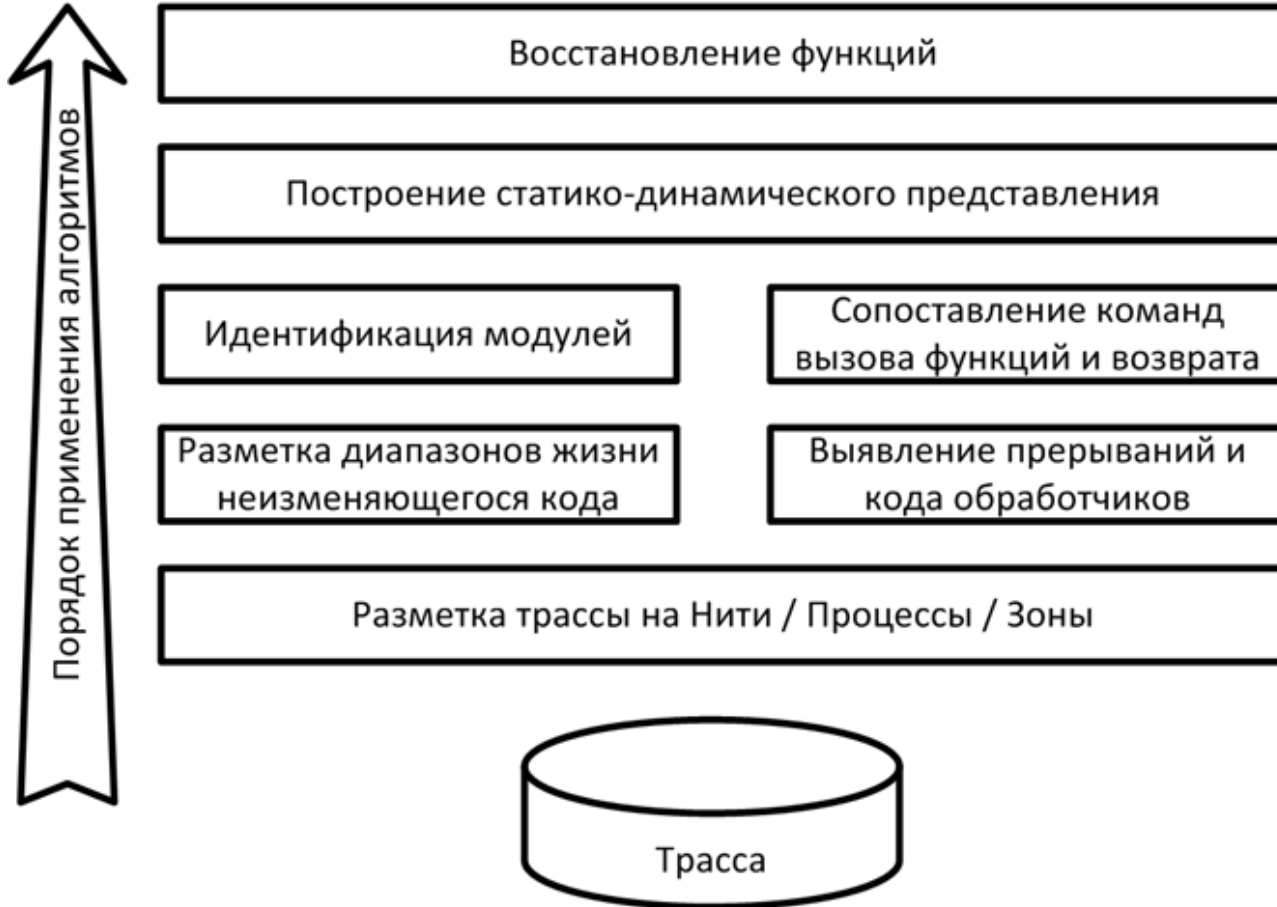 Порядок применения алгоритмов
Восстановление функций
Построение статико-динамического представления
Идентификация модулей
Сопоставление команд
вызова функций и возврата
Разметка диапазонов жизни
неизменяющегося кода
Выявление прерываний и
кода обработчиков
Разметка трассы на Нити / Процессы / Зоны
Трасса